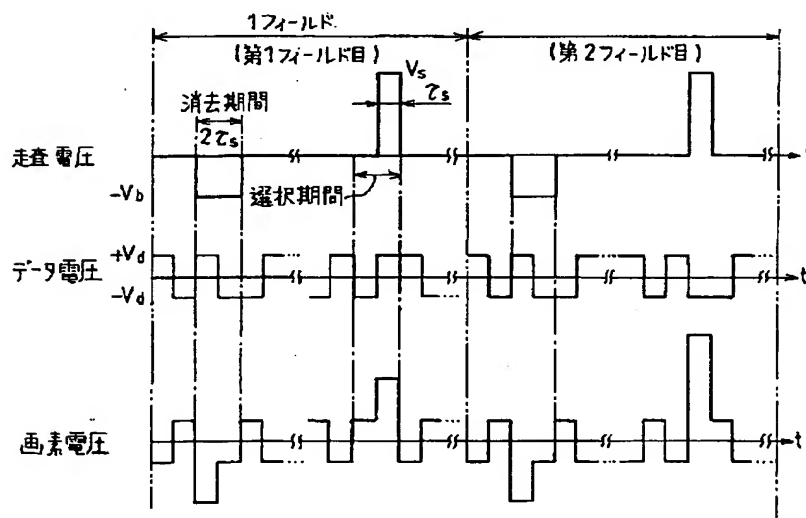 1フィールド
(第1フィールド目)
(第2フィールド目)
Vs
τs
消去期間
2τs
走査電圧
-Vb
選択期間
t
+Vd
データ電圧
-Vd
t
画素電圧
t